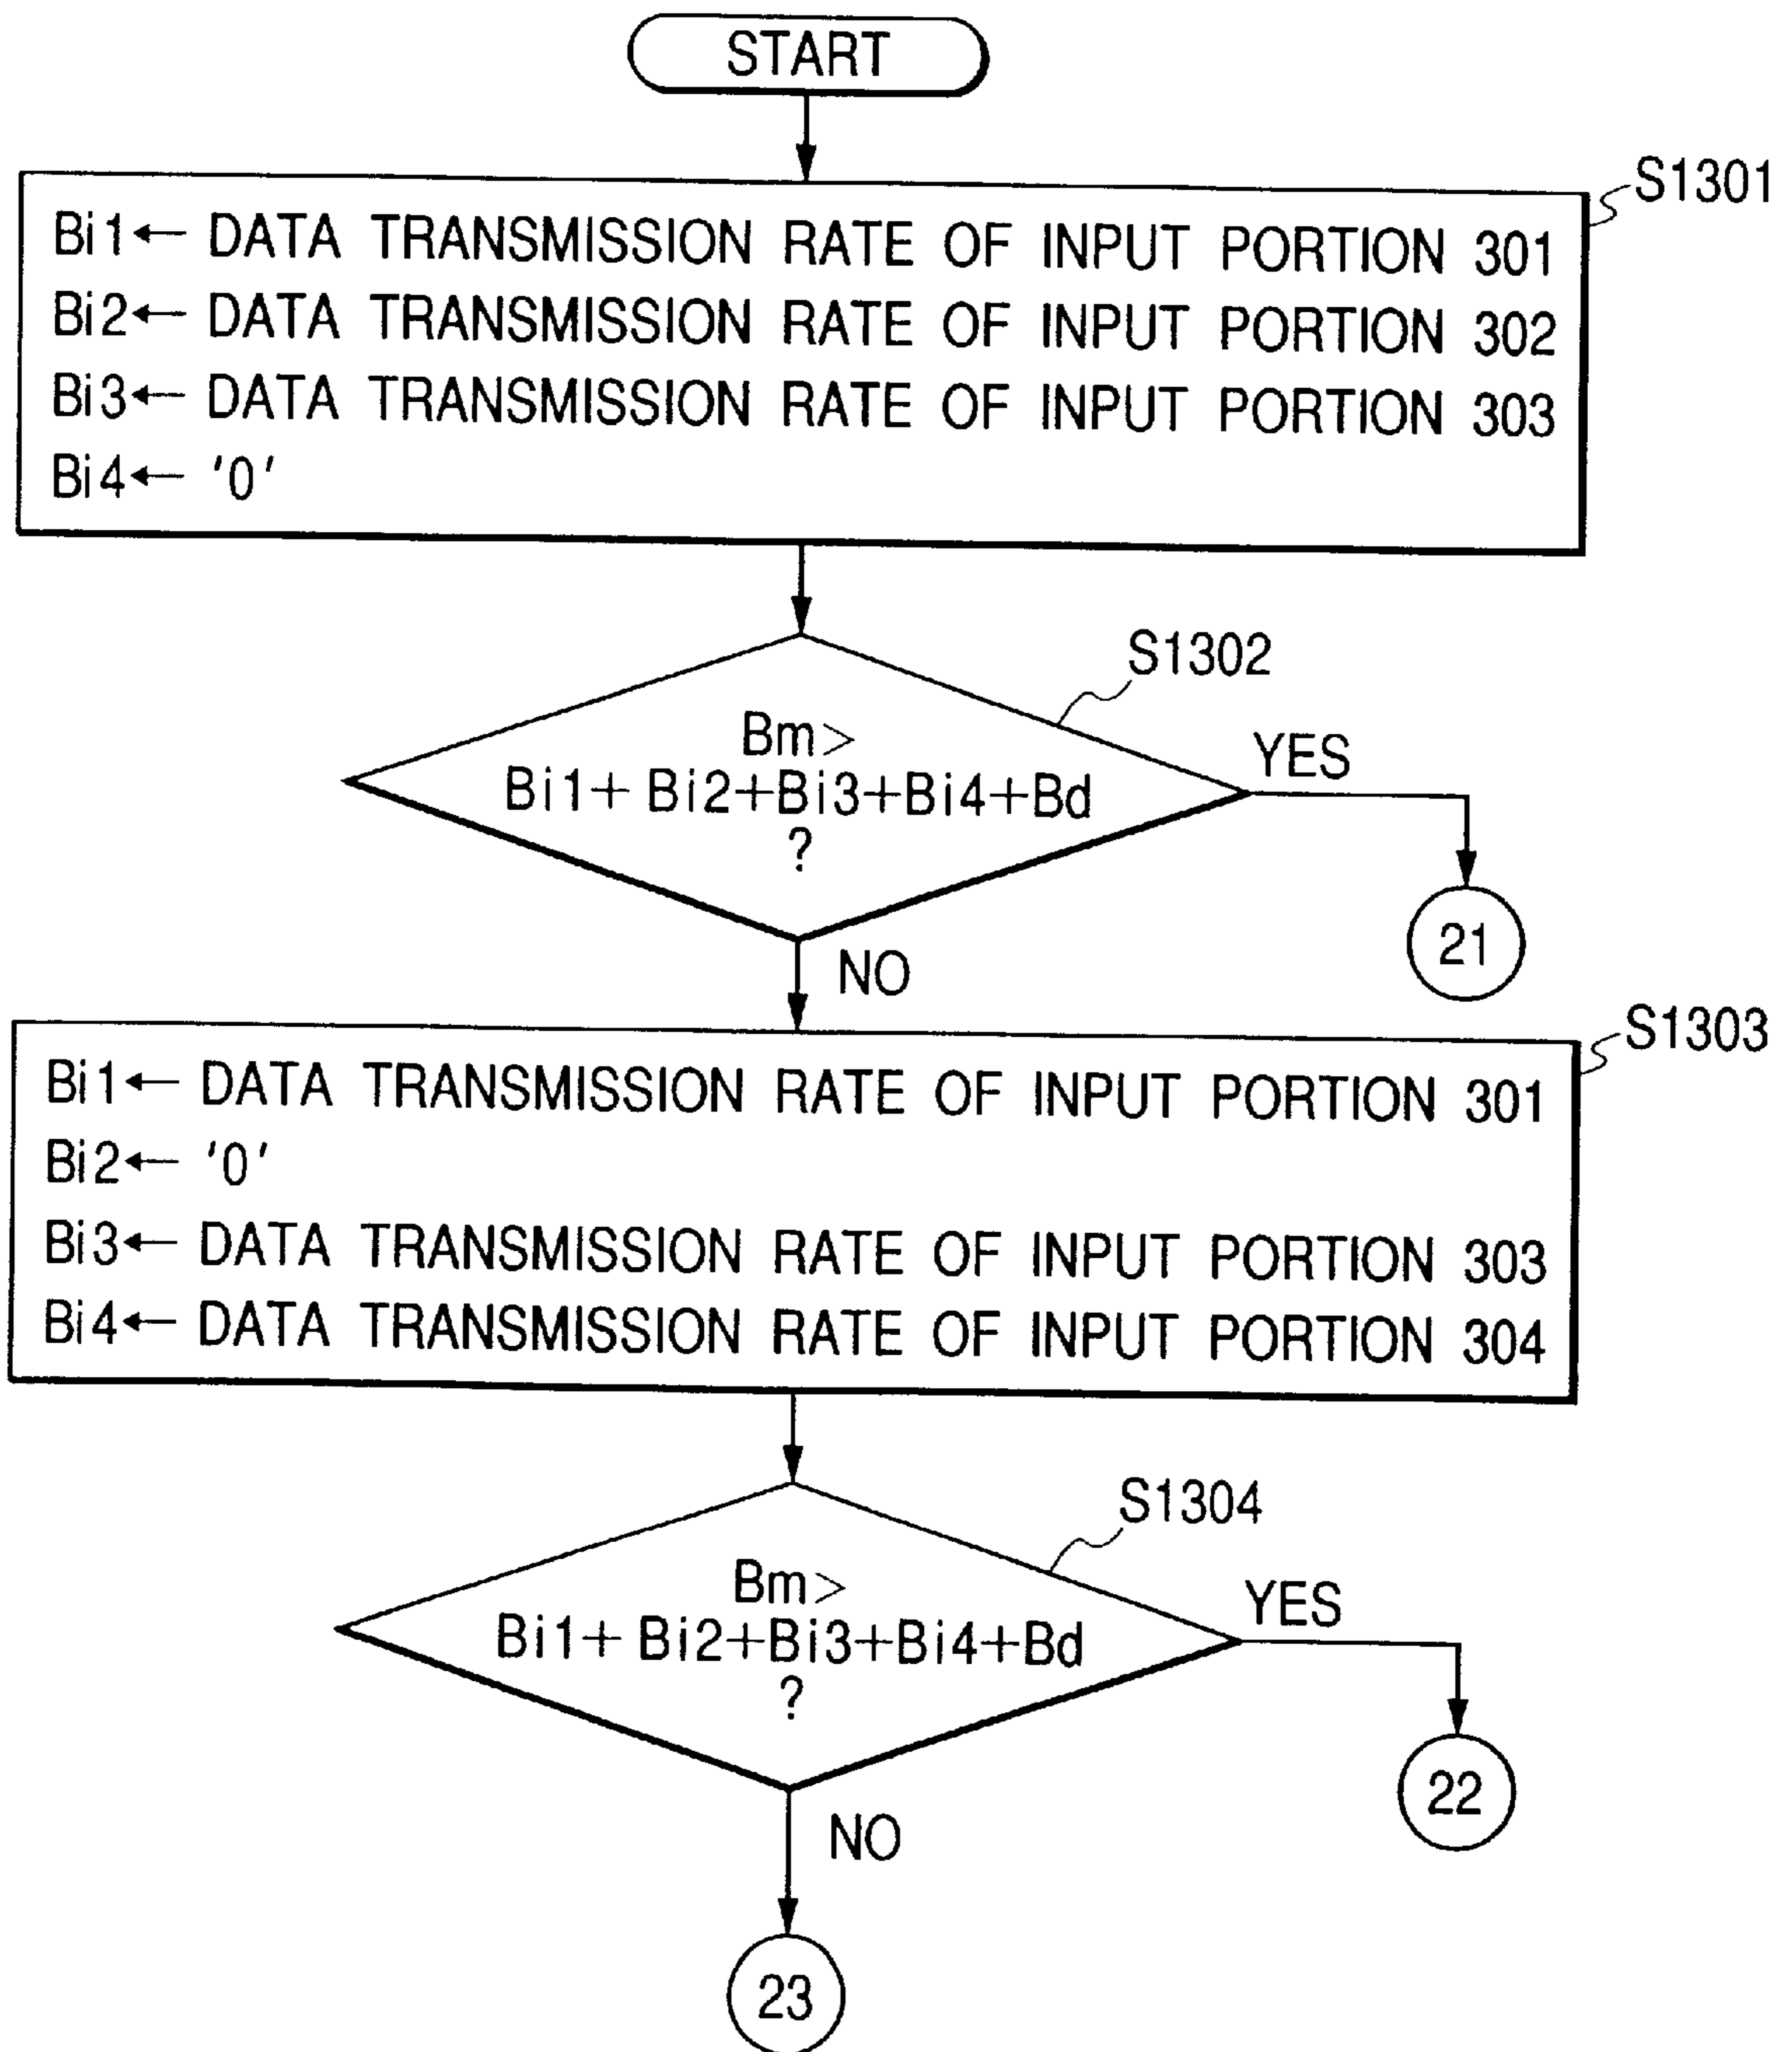 START
S1301
Bi1← DATA TRANSMISSION RATE OF INPUT PORTION 301
Bi2← DATA TRANSMISSION RATE OF INPUT PORTION 302
Bi3← DATA TRANSMISSION RATE OF INPUT PORTION 303
Bi4← '0'
S1302
Bm>
Bi1+Bi2+Bi3+Bi4+Bd
?
YES
21
NO
S1303
Bi1← DATA TRANSMISSION RATE OF INPUT PORTION 301
Bi2← '0'
Bi3← DATA TRANSMISSION RATE OF INPUT PORTION 303
Bi4← DATA TRANSMISSION RATE OF INPUT PORTION 304
S1304
Bm>
Bi1+Bi2+Bi3+Bi4+Bd
?
YES
22
NO
23